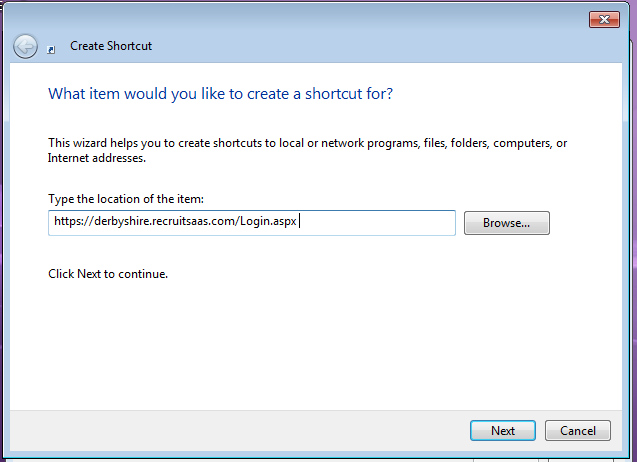 Create Shortcut
What item would you like to create a shortcut for?
This wizard helps you to create shortcuts to local or network programs, files, folders, computers, or
Internet addresses.
Type the location of the item:
https://derbyshire.recruitsaas.com/Login.aspx
Browse...
Click Next to continue.
Next
Cancel